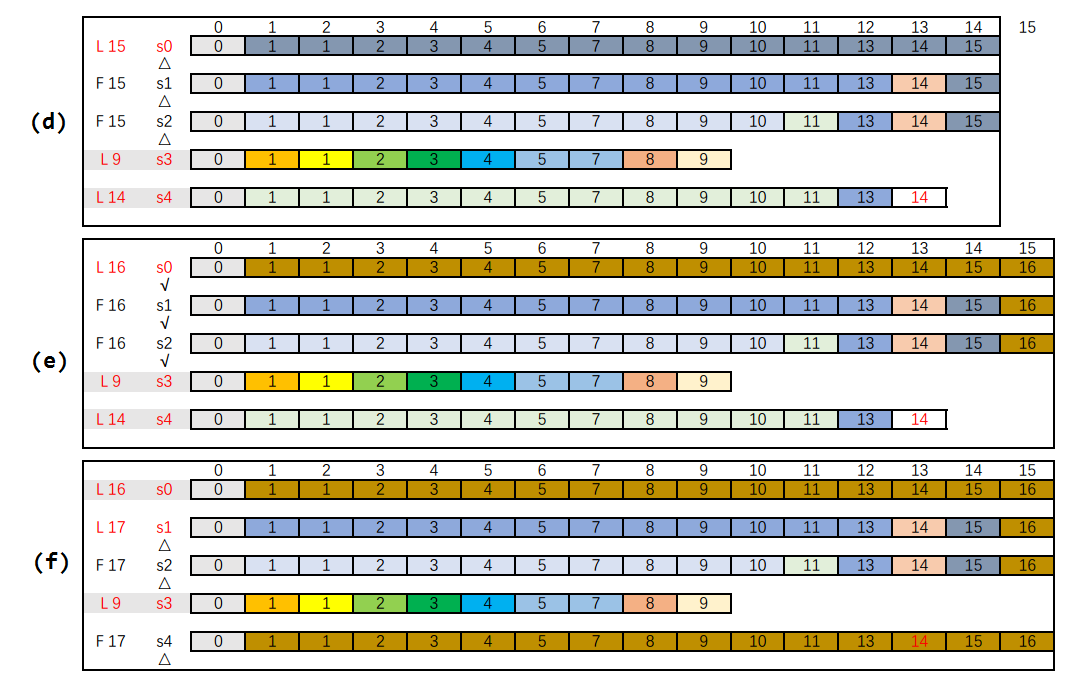 0 1 2 3 4 5 6 7 8 9 10 11 12 13 14 15
L 15 s0 0 1 1 2 3 4 5 7 8 9 10 11 13 14 15
△
F 15 s1 0 1 1 2 3 4 5 7 8 9 10 11 13 14 15
△
(d) F 15 s2 0 1 1 2 3 4 5 7 8 9 10 11 13 14 15
△
L 9 s3 0 1 1 2 3 4 5 7 8 9
L 14 s4 0 1 1 2 3 4 5 7 8 9 10 11 13 14
0 1 2 3 4 5 6 7 8 9 10 11 12 13 14 15
L 16 s0 0 1 1 2 3 4 5 7 8 9 10 11 13 14 15 16
√
F 16 s1 0 1 1 2 3 4 5 7 8 9 10 11 13 14 15 16
√
(e) F 16 s2 0 1 1 2 3 4 5 7 8 9 10 11 13 14 15 16
√
L 9 s3 0 1 1 2 3 4 5 7 8 9
L 14 s4 0 1 1 2 3 4 5 7 8 9 10 11 13 14
0 1 2 3 4 5 6 7 8 9 10 11 12 13 14 15
L 16 s0 0 1 1 2 3 4 5 7 8 9 10 11 13 14 15 16
L 17 s1 0 1 1 2 3 4 5 7 8 9 10 11 13 14 15 16
△
(f) F 17 s2 0 1 1 2 3 4 5 7 8 9 10 11 13 14 15 16
△
L 9 s3 0 1 1 2 3 4 5 7 8 9
F 17 s4 0 1 1 2 3 4 5 7 8 9 10 11 13 14 15 16
△